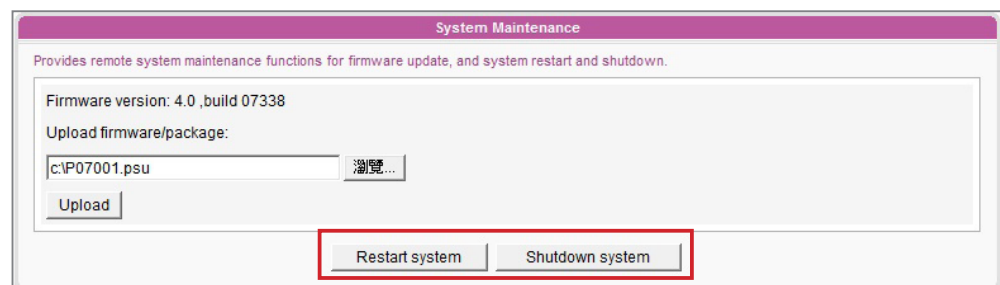 System Maintenance
Provides remote system maintenance functions for firmware update, and system restart and shutdown.
Firmware version: 4.0 ,build 07338
Upload firmware/package:
c:\P07001.psu 瀏覽...
Upload
Restart system Shutdown system